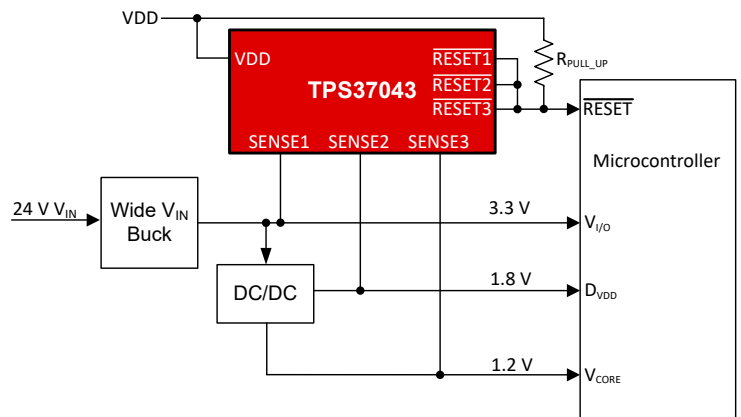 VDD
VDD
RESET1
RPULL_UP
TPS37043
RESET2
RESET3
RESET
SENSE1 SENSE2 SENSE3
Microcontroller
24 V VIN
Wide VIN
Buck
3.3 V
VI/O
DC/DC
1.8 V
DVDD
1.2 V
VCORE